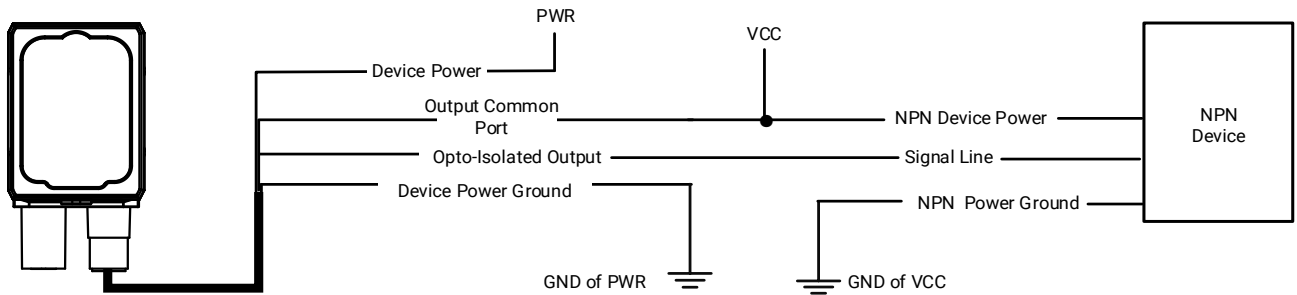 PWR
VCC
Device Power
Output Common
Port
NPN Device Power
NPN
Device
Opto-Isolated Output
Signal Line
Device Power Ground
NPN Power Ground
GND of PWR
GND of VCC